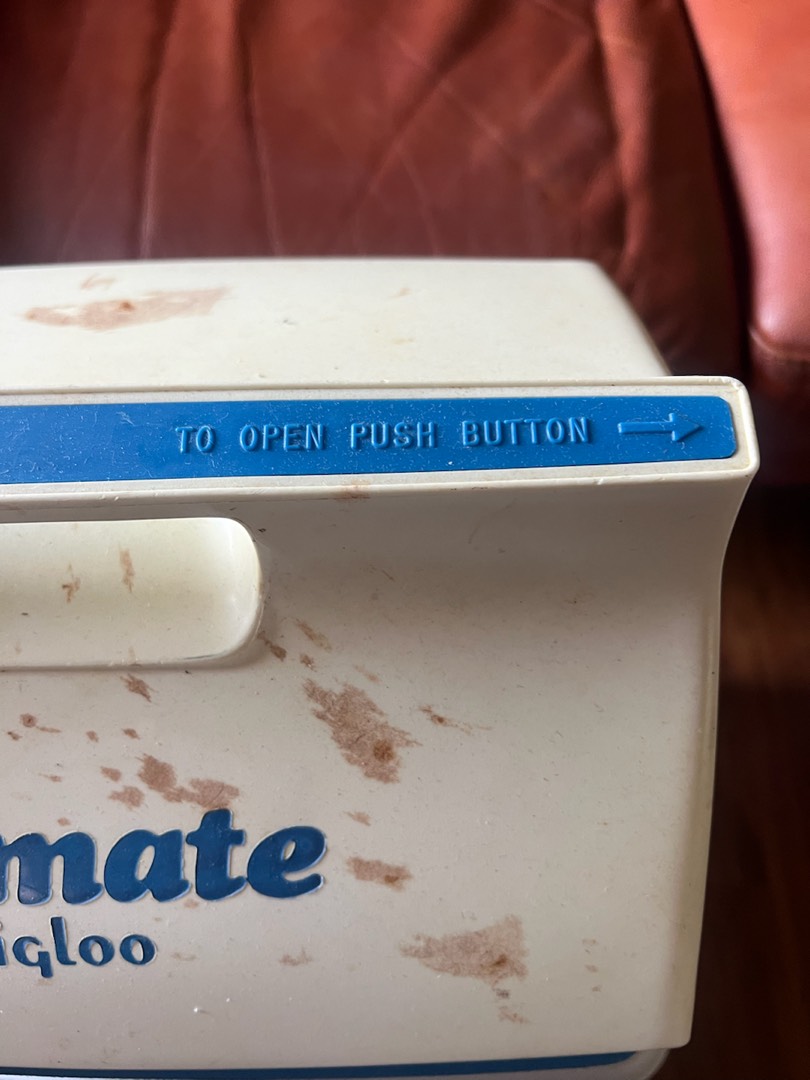 TO OPEN PUSH BUTTON →
mate
igloo